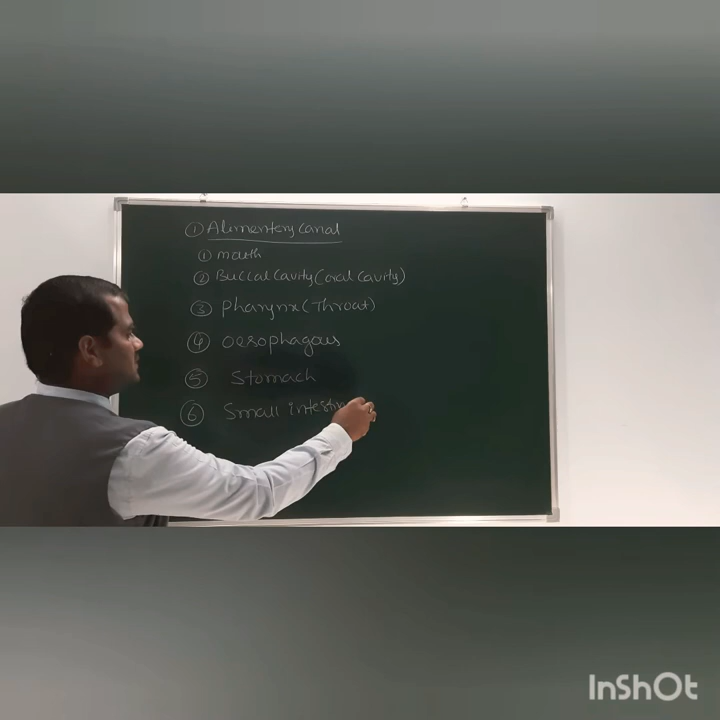 ① Alimentery Canal
① mouth
② Buccal Cavity (oral Cavity)
③ Pharynx (Throat)
④ oesophagous
⑤ Stomach
⑥ Small
InShOt